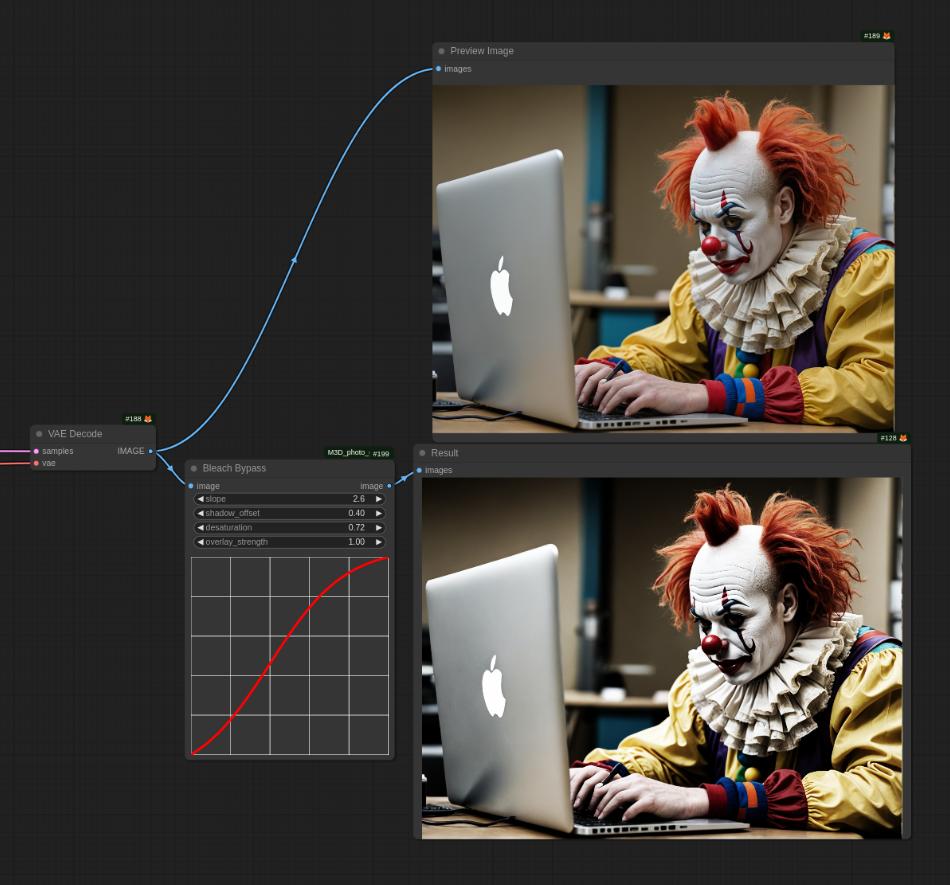 #189
Preview Image
images
#188
VAE Decode
samples
IMAGE
vae
M3D_photo_ #199
Bleach Bypass
image
image
slope 2.6
shadow_offset 0.40
desaturation 0.72
overlay_strength 1.00
#128
Result
images